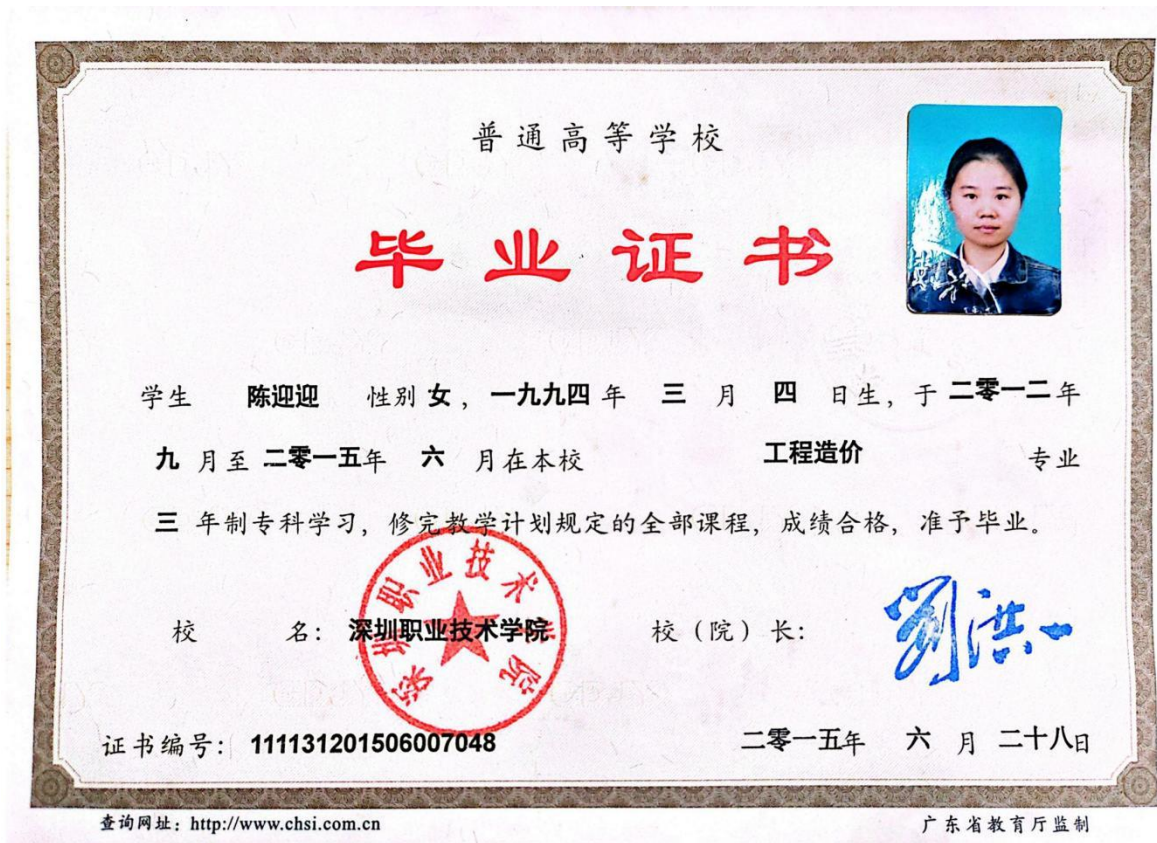 普通高等学校
毕业证书
学生 陈迎迎 性别 女，一九九四年 三 月 四 日生，于二零一二年
九月至二零一五年 六 月在本校 工程造价 专业
三年制专科学习，修完教学计划规定的全部课程，成绩合格，准予毕业。
深圳职业技术学院
校 名：深圳职业技术学院 校（院）长：刘洪一
证书编号：111131201506007048 二零一五年 六 月 二十八日
查询网址：http://www.chsi.com.cn 广东省教育厅监制